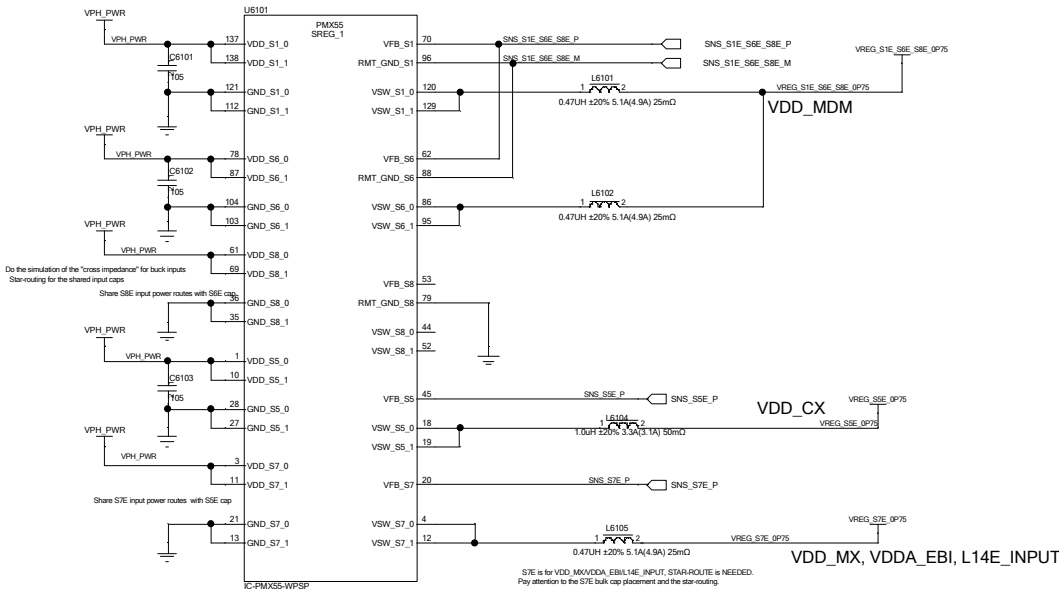 U6101
PMX55
SREG_1
VPH_PWR
VPH_PWR
137 VDD_S1_0
138 VDD_S1_1
C6101
105
121 GND_S1_0
112 GND_S1_1
VPH_PWR
VPH_PWR
78 VDD_S6_0
87 VDD_S6_1
C6102
105
104 GND_S6_0
103 GND_S6_1
VPH_PWR
VPH_PWR
61 VDD_S8_0
69 VDD_S8_1
Do the simulation of the "cross impedance" for buck inputs
Star-routing for the shared input caps
Share S8E input power routes with S6E cap
36 GND_S8_0
35 GND_S8_1
VPH_PWR
VPH_PWR
1 VDD_S5_0
10 VDD_S5_1
C6103
105
28 GND_S5_0
27 GND_S5_1
VPH_PWR
VPH_PWR
3 VDD_S7_0
11 VDD_S7_1
Share S7E input power routes with S5E cap
21 GND_S7_0
13 GND_S7_1
IC-PMX55-WPSP
VFB_S1 70 SNS_S1E_S6E_S8E_P SNS_S1E_S6E_S8E_P
RMT_GND_S1 96 SNS_S1E_S6E_S8E_M SNS_S1E_S6E_S8E_M
VREG_S1E_S6E_S8E_0P75
VSW_S1_0 120 1 L6101 2 VREG_S1E_S6E_S8E_0P75
VSW_S1_1 129
0.47UH ±20% 5.1A(4.9A) 25mΩ
VDD_MDM
VFB_S6 62
RMT_GND_S6 88
VSW_S6_0 86 1 L6102 2
VSW_S6_1 95
0.47UH ±20% 5.1A(4.9A) 25mΩ
VFB_S8 53
RMT_GND_S8 79
VSW_S8_0 44
VSW_S8_1 52
VFB_S5 45 SNS_S5E_P SNS_S5E_P
VDD_CX
VREG_S5E_0P75
VSW_S5_0 18 1 L6104 2 VREG_S5E_0P75
1.0uH ±20% 3.3A(3.1A) 50mΩ
VSW_S5_1 19
VFB_S7 20 SNS_S7E_P SNS_S7E_P
VREG_S7E_0P75
VSW_S7_0 4
VSW_S7_1 12 1 L6105 2 VREG_S7E_0P75
0.47UH ±20% 5.1A(4.9A) 25mΩ
VDD_MX, VDDA_EBI, L14E_INPUT
S7E is for VDD_MX/VDDA_EBI/L14E_INPUT, STAR-ROUTE is NEEDED.
Pay attention to the S7E bulk cap placement and the star-routing.